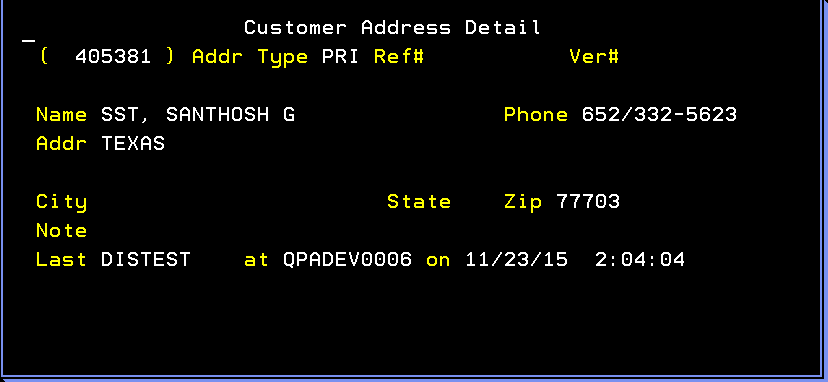 Customer Address Detail
( 405381 ) Addr Type PRI Ref# Ver#
Name SST, SANTHOSH G Phone 652/332-5623
Addr TEXAS
City State Zip 77703
Note
Last DISTEST at QPADEV0006 on 11/23/15 2:04:04